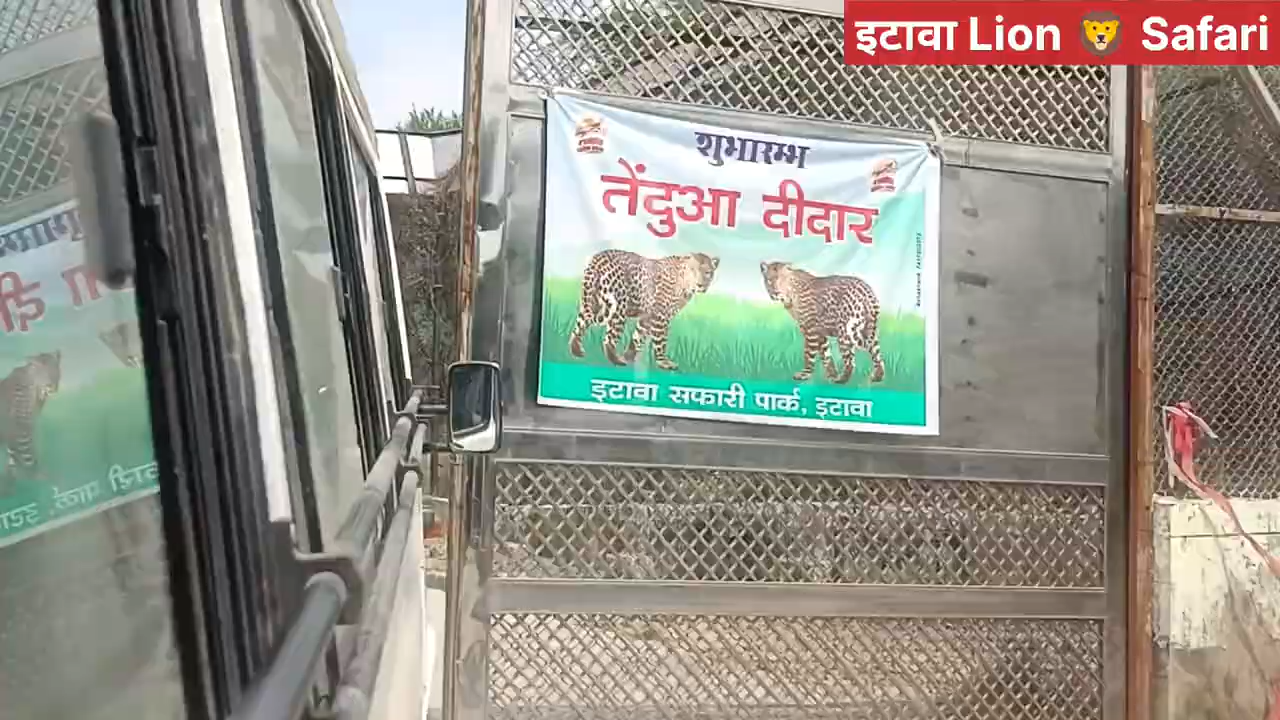 इटावा Lion 🦁 Safari
शुभारम्भ
तेंदुआ दीदार
इटावा सफारी पार्क, इटावा